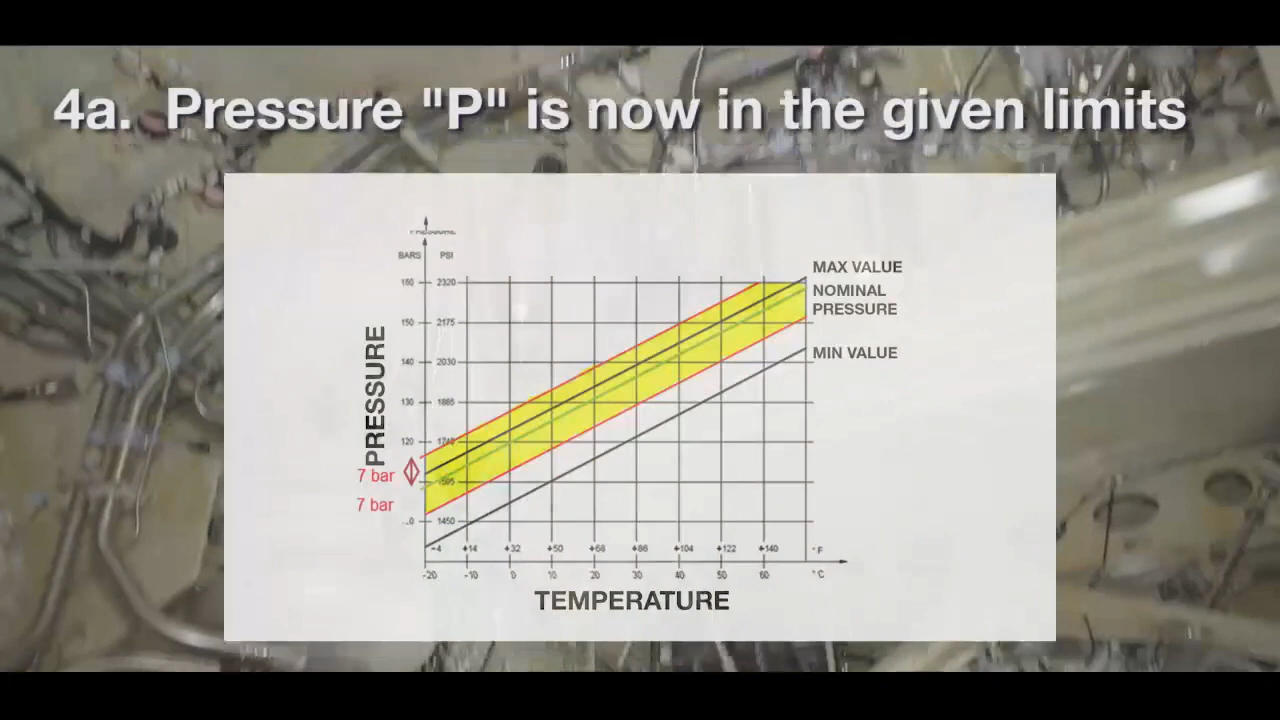 4a. Pressure "P" is now in the given limits
BARS PSI
MAX VALUE
160 2320
NOMINAL
PRESSURE
150 2175
MIN VALUE
140 2030
130 1885
PRESSURE
120 1740
7 bar
7 bar
1450
-4 +14 +32 +50 +68 +86 +104 +122 +140 °F
-20 -10 0 10 20 30 40 50 60 °C
TEMPERATURE